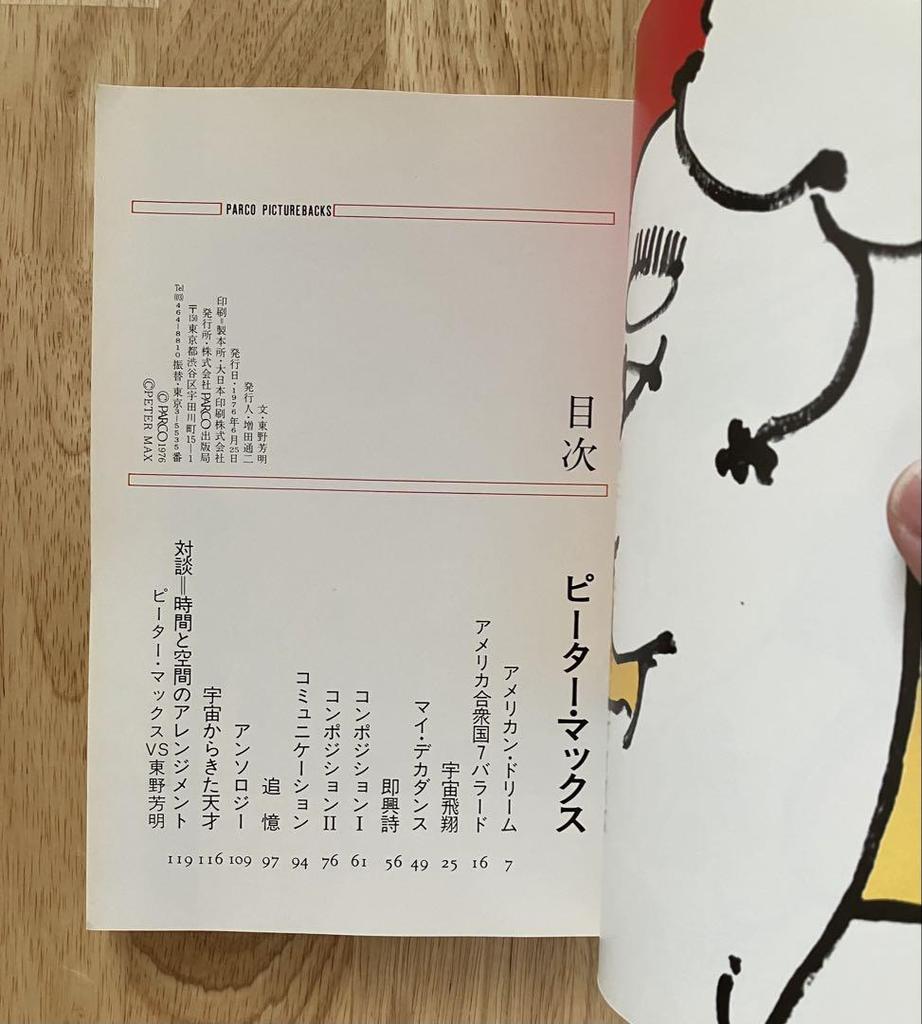 PARCO PICTUREBACKS
目次
文・東野芳明
発行人・増田通二
発行日・1976年6月25日
印刷=製本所・大日本印刷株式会社
発行所・株式会社PARCO出版局
〒150東京都渋谷区宇田川町15−1
Tel(03)464−8810振替・東京3−5535番
©PARCO1976
©PETER MAX
ピーター・マックス
アメリカン・ドリーム 7
アメリカ合衆国7バラード 16
宇宙飛翔 25
マイ・デカダンス 49
即興詩 56
コンポジションI 61
コンポジションII 76
コミュニケーション 94
追憶 97
アンソロジー 109
宇宙からきた天才 116
対談=時間と空間のアレンジメント 119
ピーター・マックスVS東野芳明